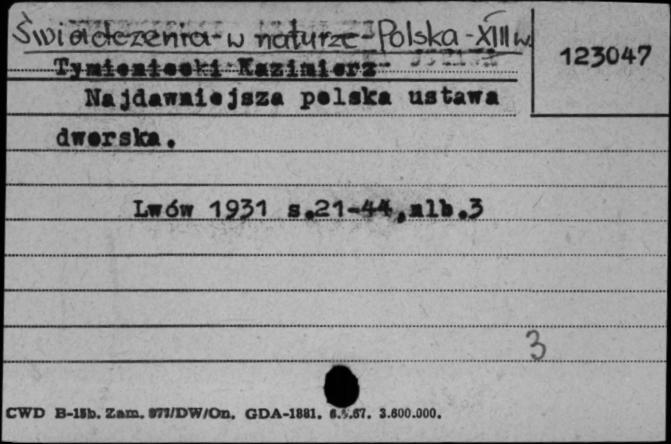 Świadczenia w naturze - Polska - XIII w.
123047
Tymieniecki Kazimierz
Najdawniejsza polska ustawa
dworska.
Lwów 1931 s.21-44,nlb.3
3
CWD B-15b. Zam. 977/DW/On. GDA-1881. 6.5.67. 3.600.000.